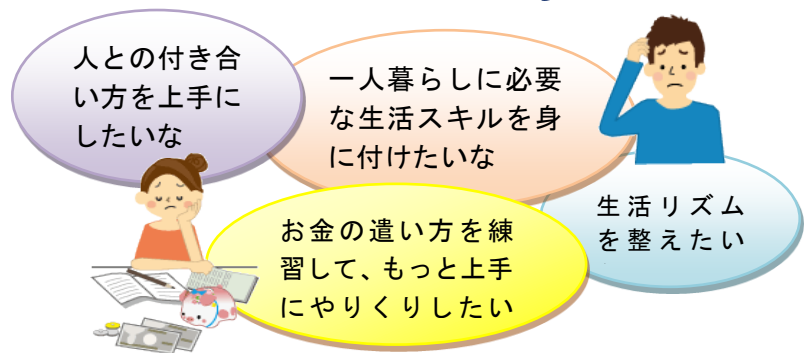 人との付き合
い方を上手に
したいな
一人暮らしに必要
な生活スキルを身
に付けたいな
生活リズム
を整えたい
お金の遣い方を練
習して、もっと上手
にやりくりしたい